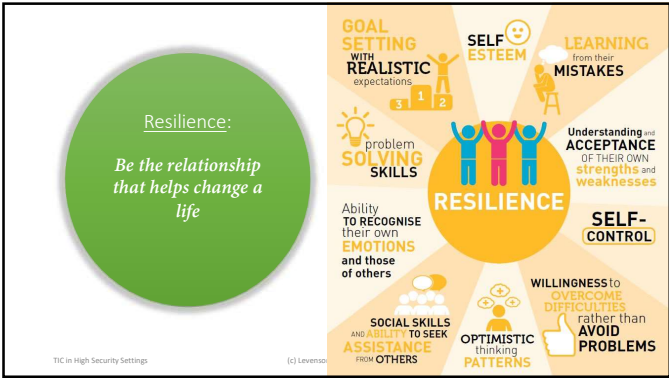 Resilience:
Be the relationship
that helps change a
life
TIC in High Security Settings
(c) Levenso
GOAL
SETTING
WITH
REALISTIC
expectations
3 1 2
SELF
ESTEEM
LEARNING
from their
MISTAKES
problem
SOLVING
SKILLS
Understanding and
ACCEPTANCE
OF THEIR OWN
strengths and
weaknesses
RESILIENCE
Ability
TO RECOGNISE
their own
EMOTIONS
and those
of others
SELF-
CONTROL
SOCIAL SKILLS
AND ABILITY TO SEEK
ASSISTANCE
FROM OTHERS
OPTIMISTIC
thinking
PATTERNS
WILLINGNESS to
OVERCOME
DIFFICULTIES
rather than
AVOID
PROBLEMS